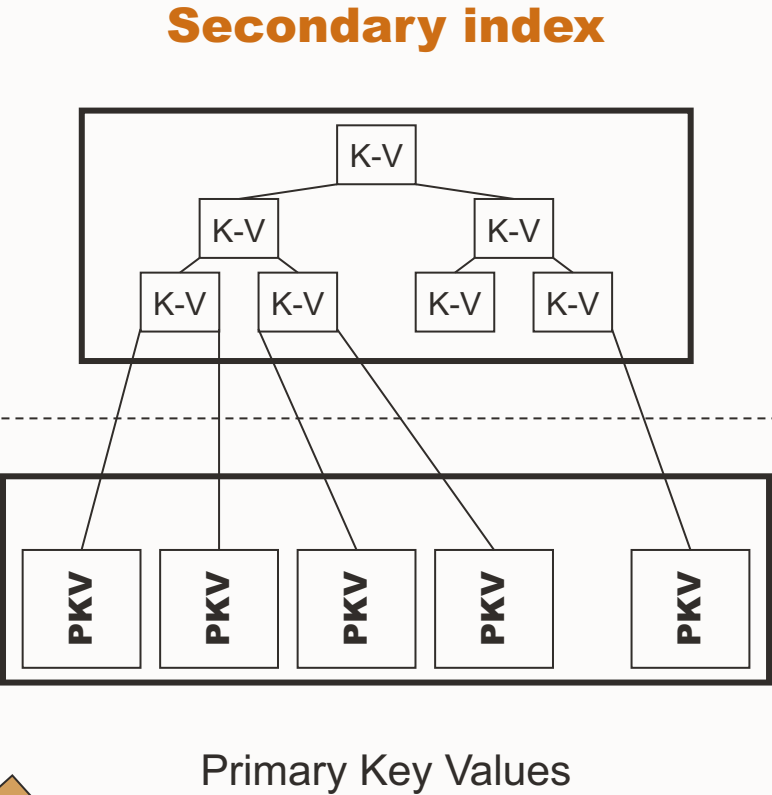 Secondary index
K-V
K-V K-V
K-V K-V K-V K-V
PKV PKV PKV PKV PKV
Primary Key Values